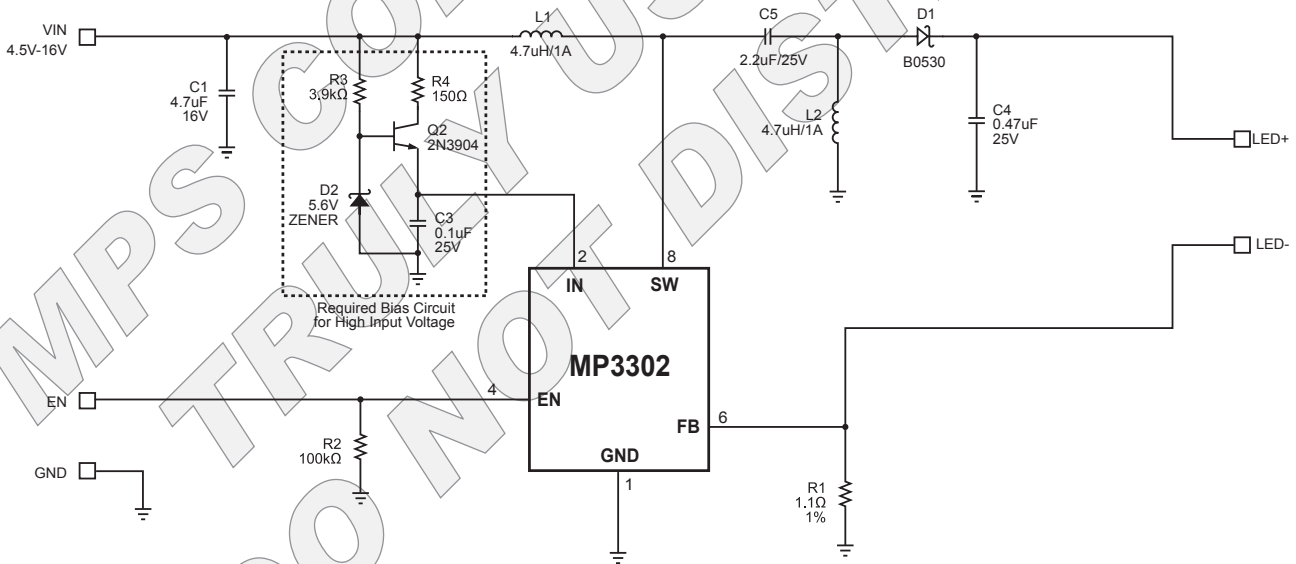 VIN
4.5V-16V
C1
4.7uF
16V
R3
3.9kΩ
R4
150Ω
Q2
2N3904
D2
5.6V
ZENER
C3
0.1uF
25V
Required Bias Circuit
for High Input Voltage
L1
4.7uH/1A
C5
2.2uF/25V
L2
4.7uH/1A
D1
B0530
C4
0.47uF
25V
LED+
LED-
2
IN
8
SW
MP3302
4
EN
EN
FB
6
GND
1
R2
100kΩ
GND
R1
1.1Ω
1%
MPS CO
TRULY US
DO NOT DIST